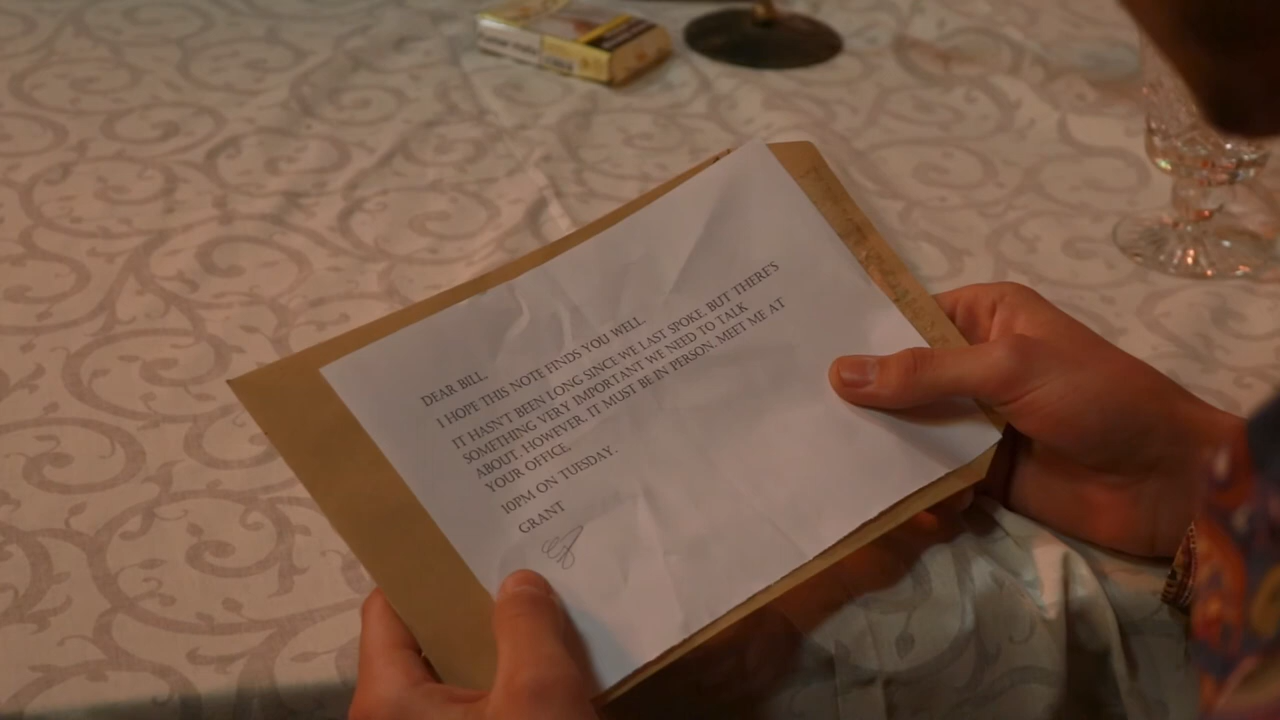 DEAR BILL,
I HOPE THIS NOTE FINDS YOU WELL.
IT HASN'T BEEN LONG SINCE WE LAST SPOKE, BUT THERE'S
SOMETHING VERY IMPORTANT WE NEED TO TALK
ABOUT. HOWEVER, IT MUST BE IN PERSON. MEET ME AT
YOUR OFFICE,
10PM ON TUESDAY.
GRANT